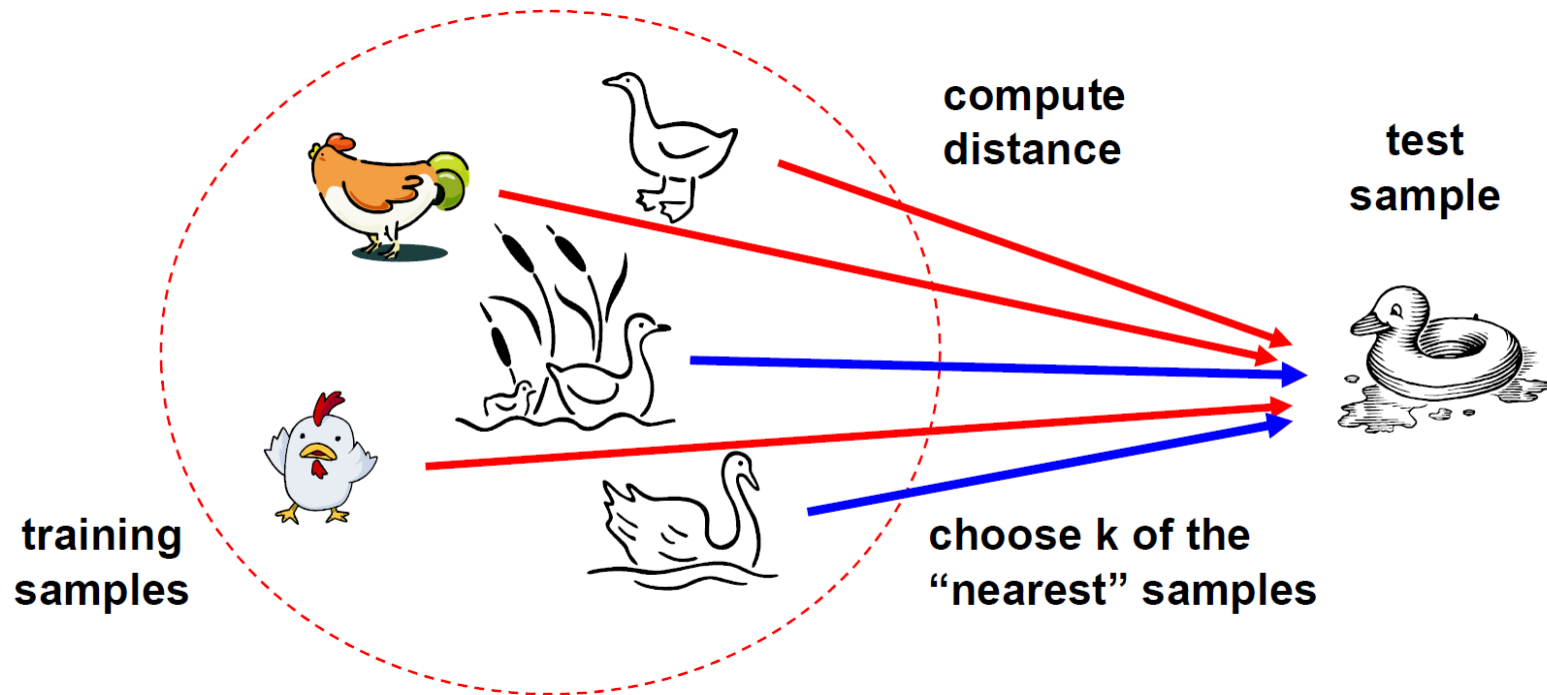 compute
distance
test
sample
training
samples
choose k of the
“nearest” samples